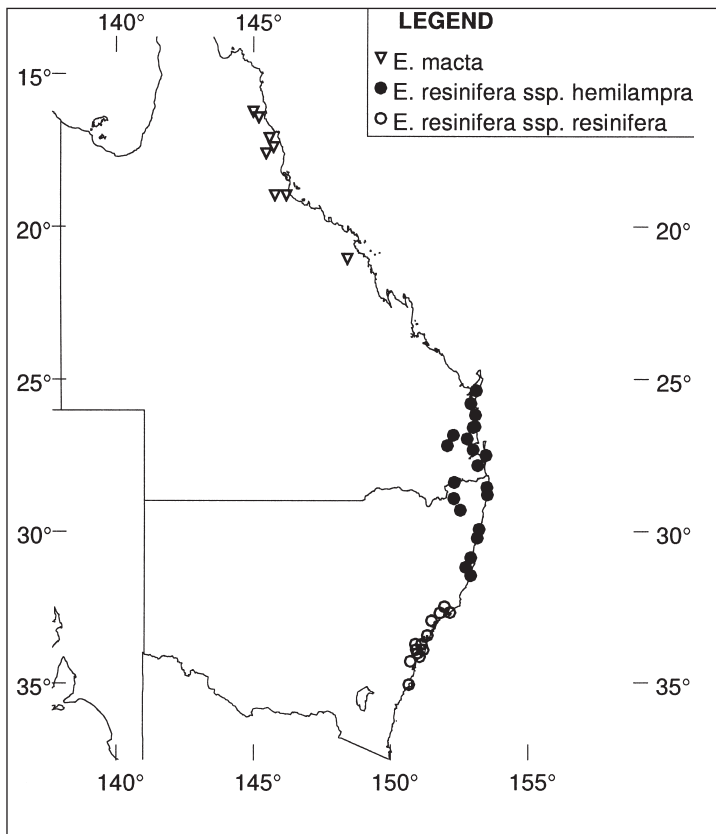 140° 145° LEGEND
E. macta
E. resinifera ssp. hemilampra
E. resinifera ssp. resinifera
15°
20° 20°
25° 25°
30° 30°
35° 35°
140° 145° 150° 155°